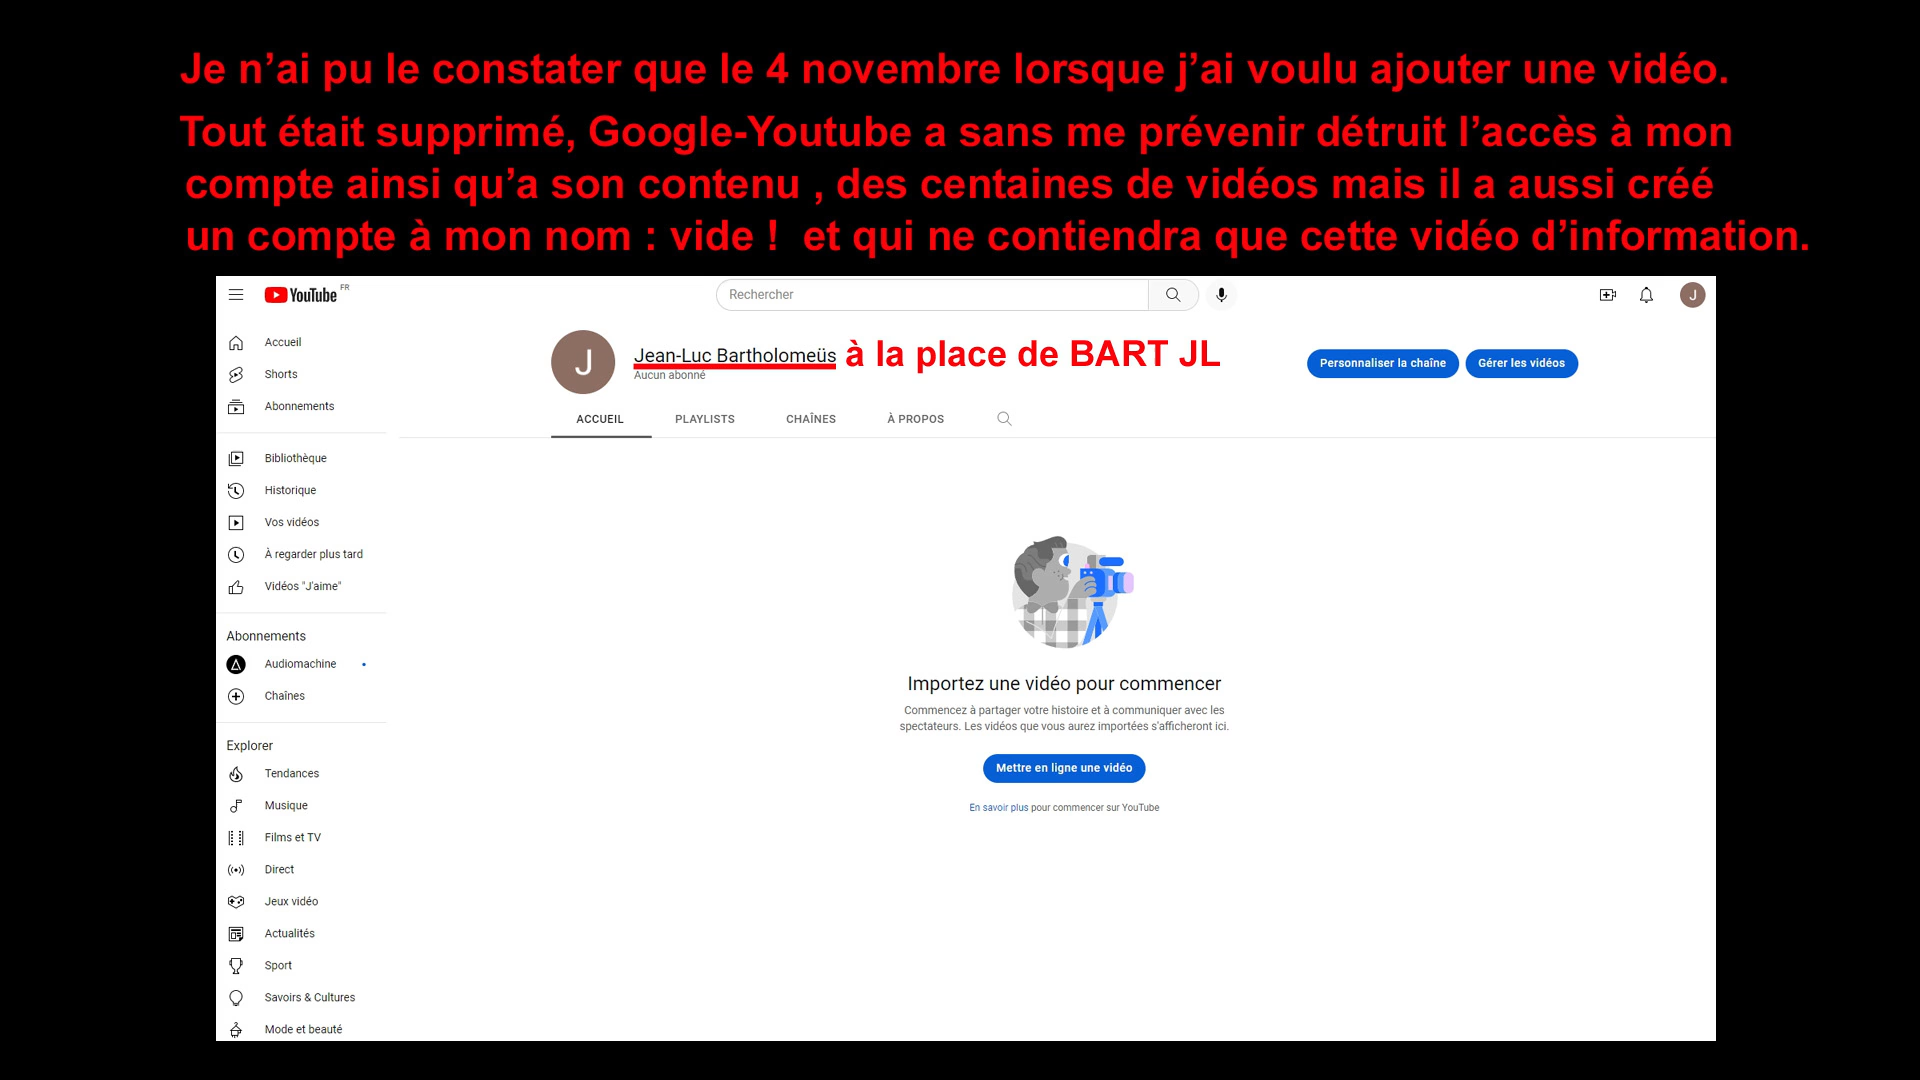 Je n’ai pu le constater que le 4 novembre lorsque j’ai voulu ajouter une vidéo.
Tout était supprimé, Google-Youtube a sans me prévenir détruit l’accès à mon
compte ainsi qu’a son contenu , des centaines de vidéos mais il a aussi créé
un compte à mon nom : vide !  et qui ne contiendra que cette vidéo d’information.
YouTube FR
Rechercher
J
Accueil
Shorts
Abonnements
Bibliothèque
Historique
Vos vidéos
À regarder plus tard
Vidéos "J'aime"
Abonnements
Audiomachine
Chaînes
Explorer
Tendances
Musique
Films et TV
Direct
Jeux vidéo
Actualités
Sport
Savoirs & Cultures
Mode et beauté
J
Jean-Luc Bartholomeüs à la place de BART JL
Aucun abonné
Personnaliser la chaîne
Gérer les vidéos
ACCUEIL
PLAYLISTS
CHAÎNES
À PROPOS
Importez une vidéo pour commencer
Commencez à partager votre histoire et à communiquer avec les
spectateurs. Les vidéos que vous aurez importées s'afficheront ici.
Mettre en ligne une vidéo
En savoir plus pour commencer sur YouTube